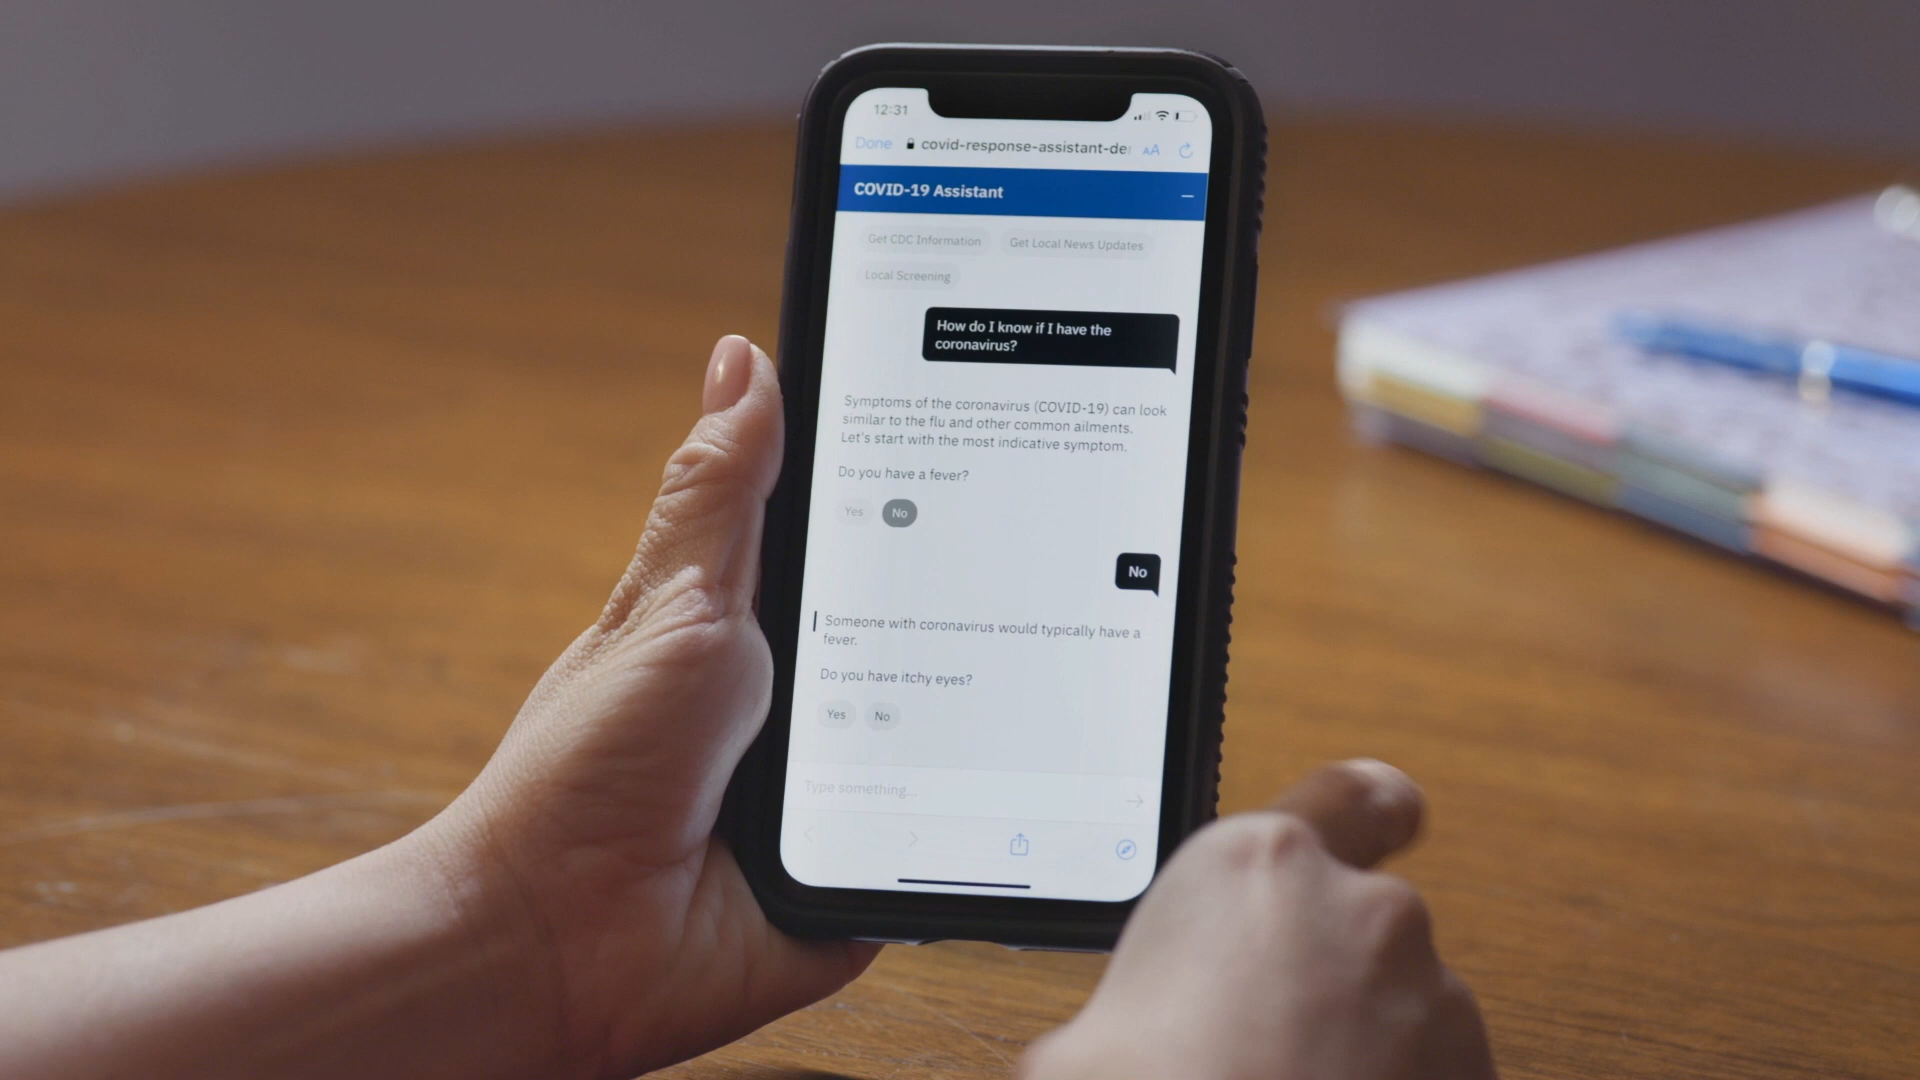 12:31
Done covid-response-assistant-de AA
COVID-19 Assistant
Get CDC Information Get Local News Updates
Local Screening
How do I know if I have the
coronavirus?
Symptoms of the coronavirus (COVID-19) can look
similar to the flu and other common ailments.
Let's start with the most indicative symptom.
Do you have a fever?
Yes No
No
Someone with coronavirus would typically have a
fever.
Do you have itchy eyes?
Yes No
Type something...